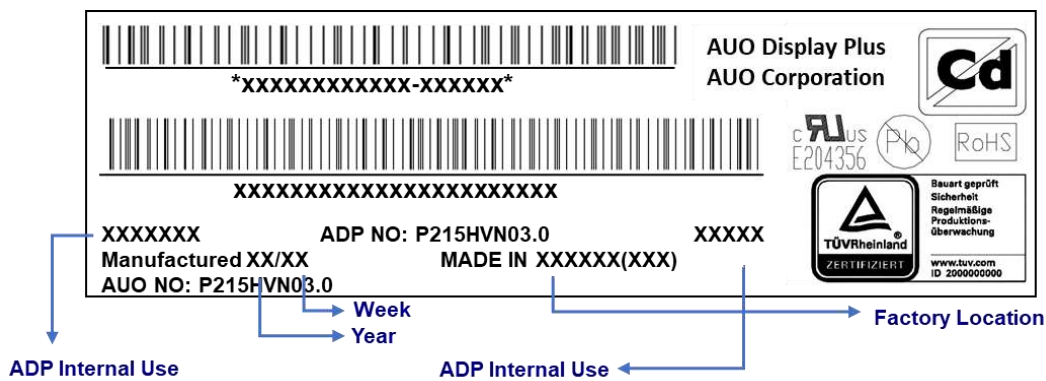 *XXXXXXXXXXXX-XXXXXX*
AUO Display Plus
AUO Corporation
Cd
c RU US
E204356
Pb
RoHS
XXXXXXXXXXXXXXXXXXXXXXX
Bauart geprüft
Sicherheit
Regelmäßige
Produktions-
überwachung
TÜVRheinland
ZERTIFIZIERT
www.tuv.com
ID 2000000000
XXXXXXX ADP NO: P215HVN03.0 XXXXX
Manufactured XX/XX MADE IN XXXXXX(XXX)
AUO NO: P215HVN03.0
Week
Year
Factory Location
ADP Internal Use
ADP Internal Use